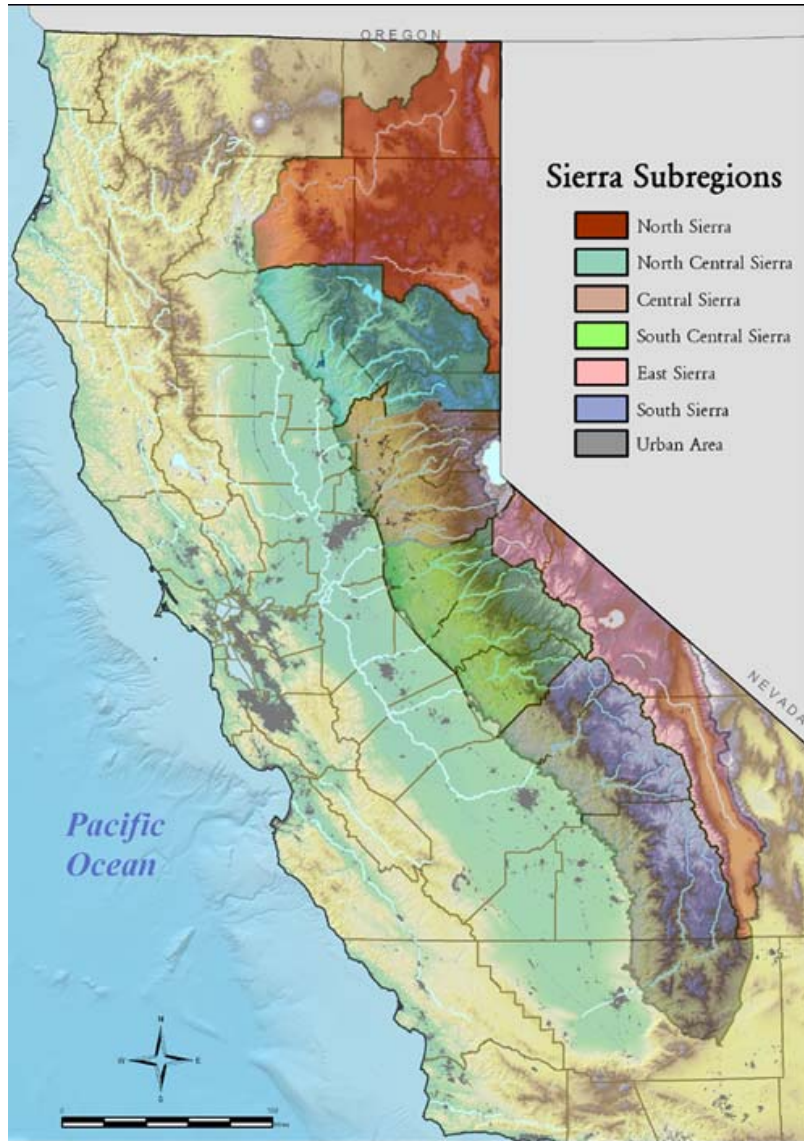 OREGON
Sierra Subregions
North Sierra
North Central Sierra
Central Sierra
South Central Sierra
East Sierra
South Sierra
Urban Area
NEVADA
Pacific
Ocean
N
W
E
S
0